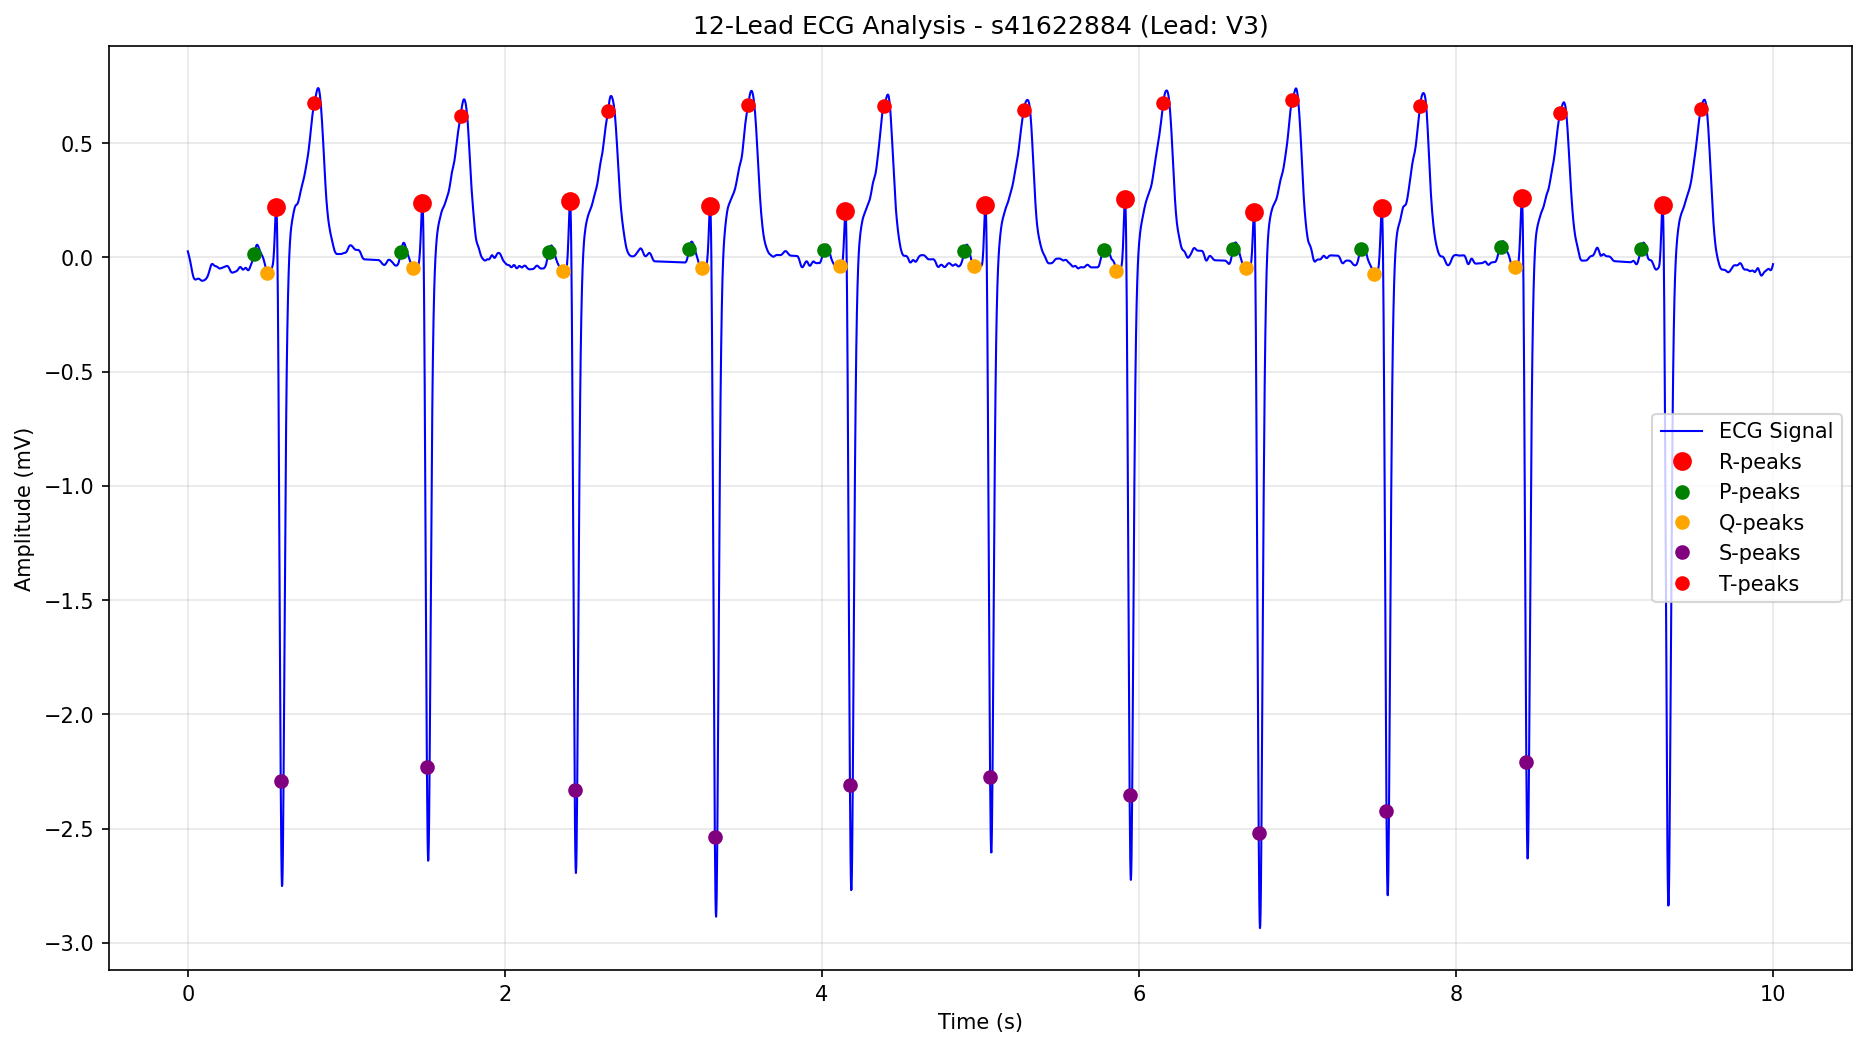 12-Lead ECG Analysis - s41622884 (Lead: V3)
Amplitude (mV)
0.5
0.0
−0.5
−1.0
−1.5
−2.0
−2.5
−3.0
ECG Signal
R-peaks
P-peaks
Q-peaks
S-peaks
T-peaks
0 2 4 6 8 10
Time (s)